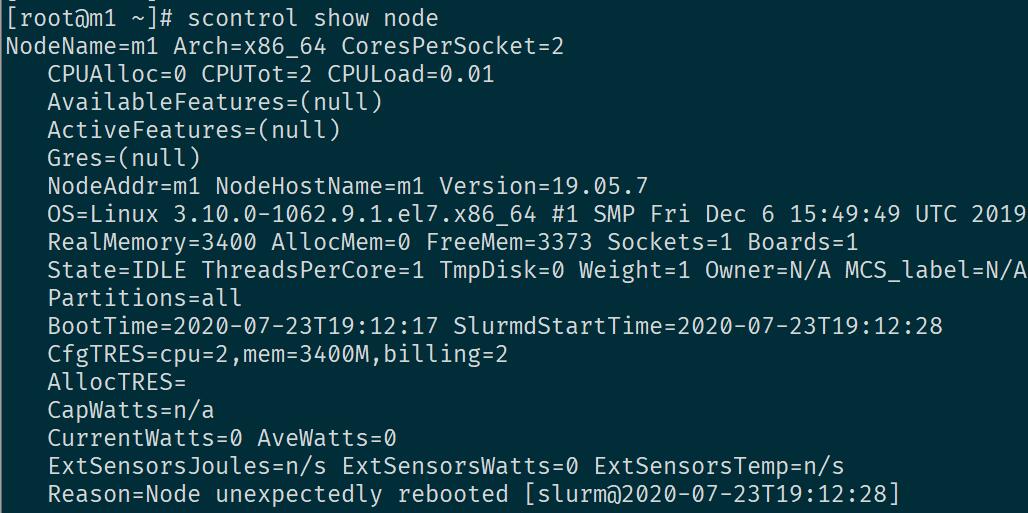 [root@m1 ~]# scontrol show node
NodeName=m1 Arch=x86_64 CoresPerSocket=2
CPUAlloc=0 CPUTot=2 CPULoad=0.01
AvailableFeatures=(null)
ActiveFeatures=(null)
Gres=(null)
NodeAddr=m1 NodeHostName=m1 Version=19.05.7
OS=Linux 3.10.0-1062.9.1.el7.x86_64 #1 SMP Fri Dec 6 15:49:49 UTC 2019
RealMemory=3400 AllocMem=0 FreeMem=3373 Sockets=1 Boards=1
State=IDLE ThreadsPerCore=1 TmpDisk=0 Weight=1 Owner=N/A MCS_label=N/A
Partitions=all
BootTime=2020-07-23T19:12:17 SlurmdStartTime=2020-07-23T19:12:28
CfgTRES=cpu=2,mem=3400M,billing=2
AllocTRES=
CapWatts=n/a
CurrentWatts=0 AveWatts=0
ExtSensorsJoules=n/s ExtSensorsWatts=0 ExtSensorsTemp=n/s
Reason=Node unexpectedly rebooted [slurm@2020-07-23T19:12:28]